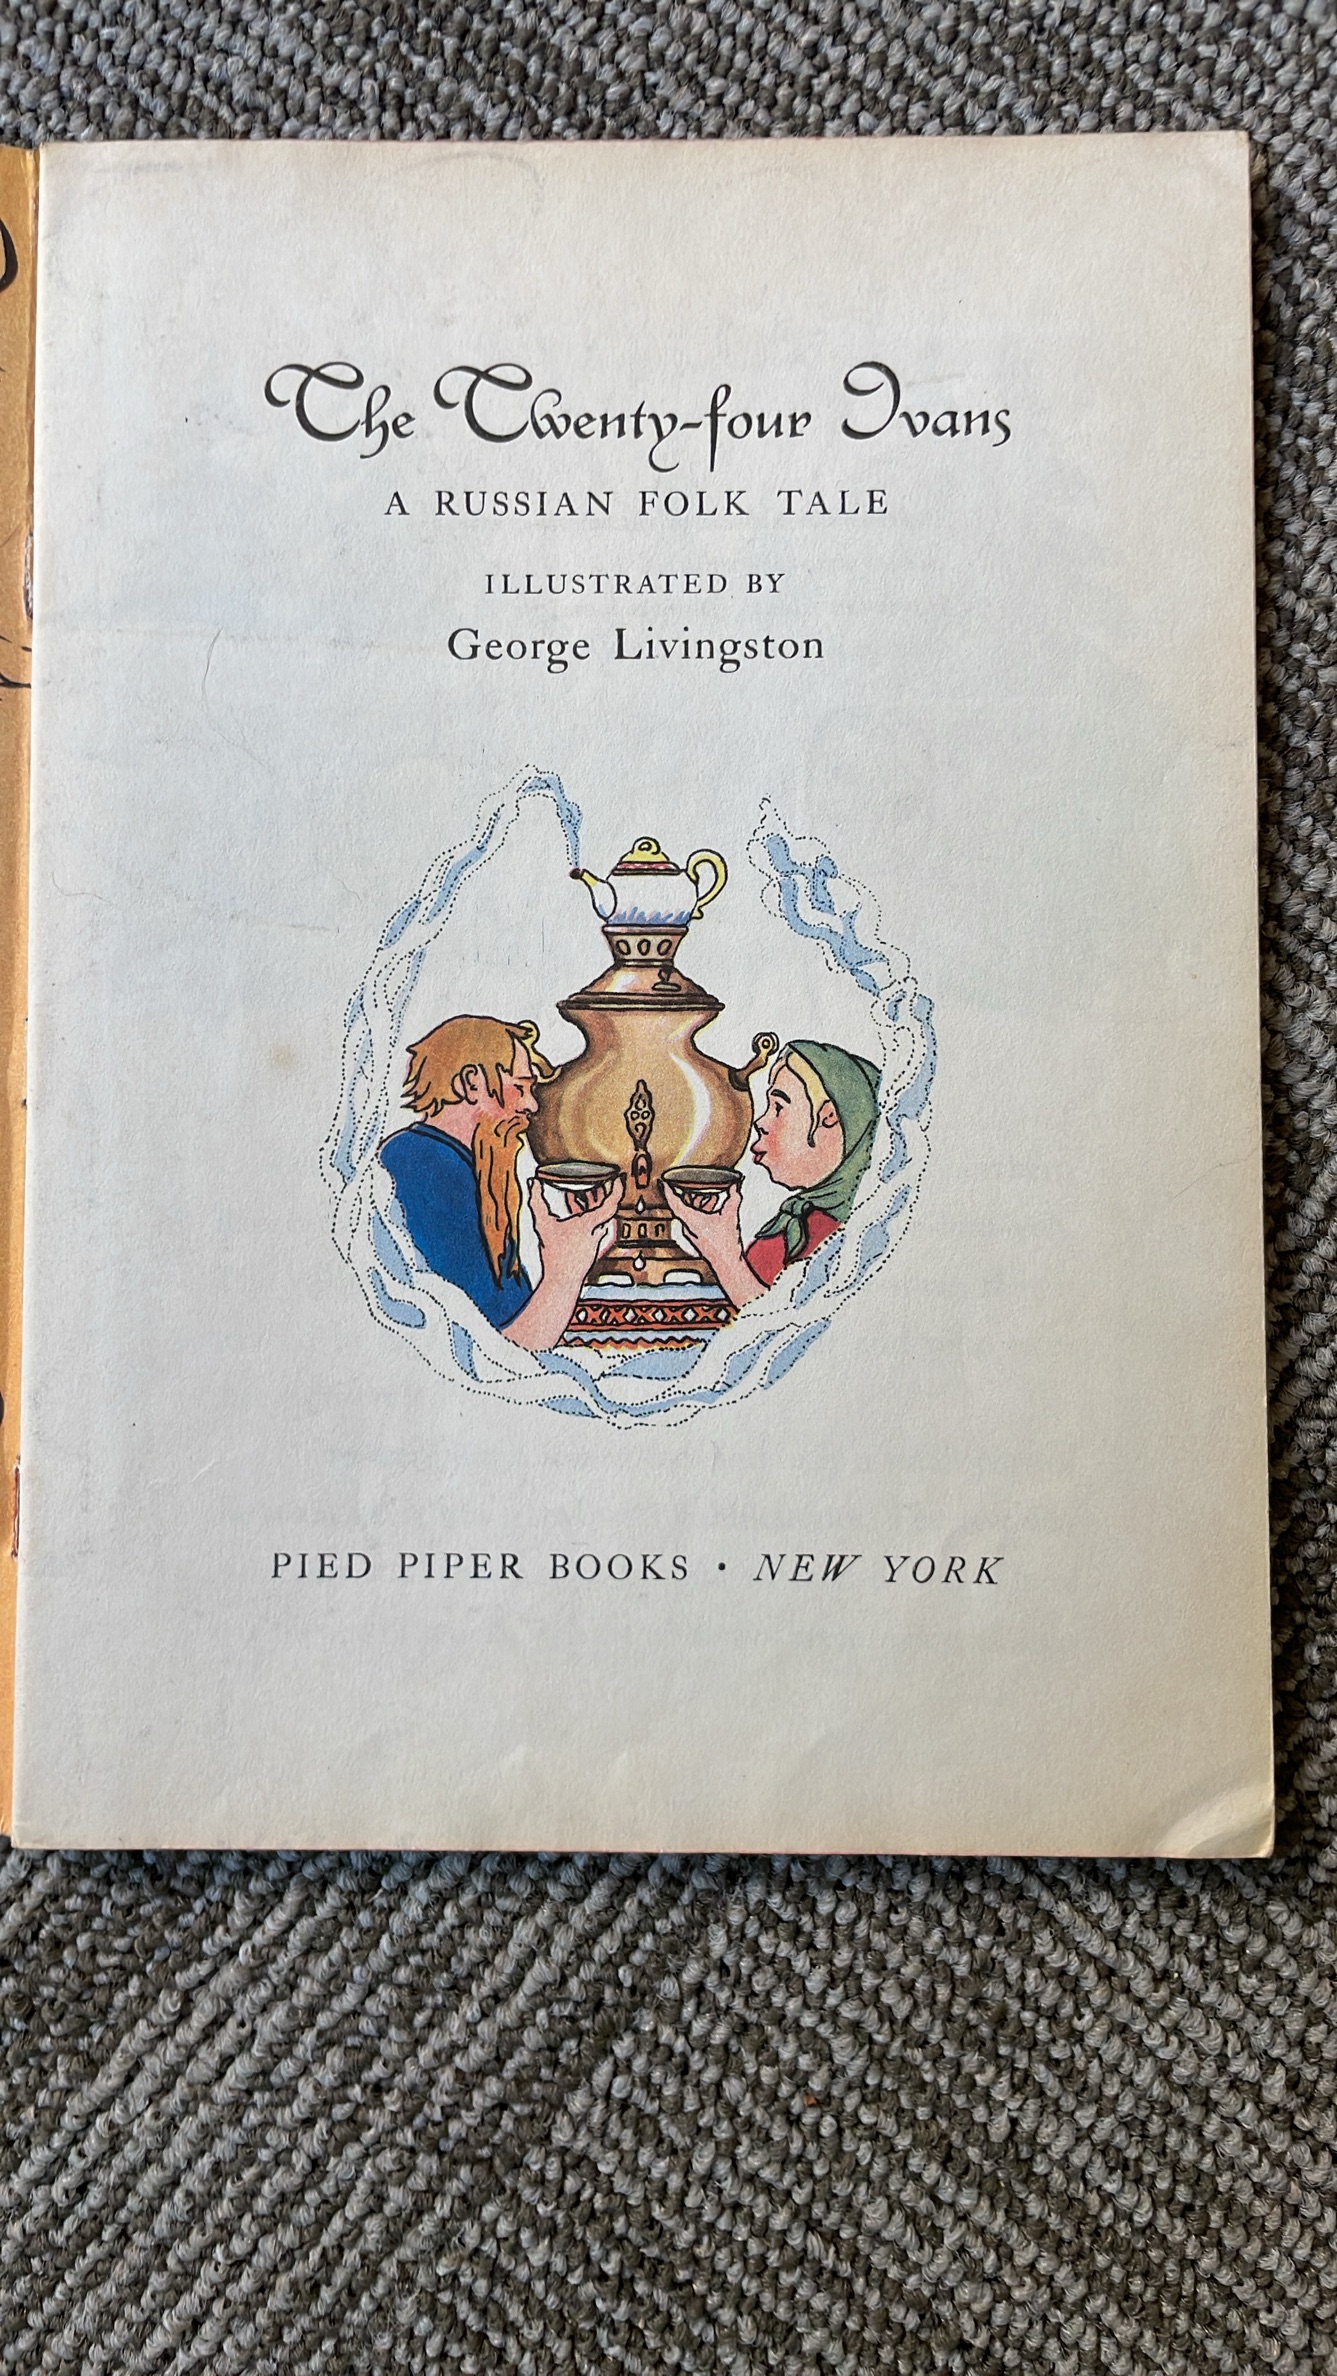 The Twenty-four Ivans
A RUSSIAN FOLK TALE
ILLUSTRATED BY
George Livingston
PIED PIPER BOOKS • NEW YORK